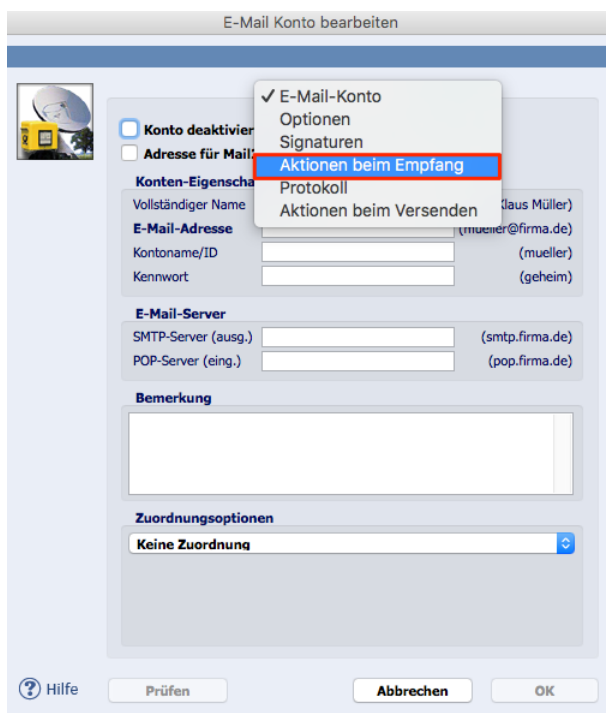 E-Mail Konto bearbeiten
✓ E-Mail-Konto
Optionen
Signaturen
Aktionen beim Empfang
Protokoll
Aktionen beim Versenden
Konto deaktivier
Adresse für Mail
Konten-Eigenscha
Vollständiger Name Klaus Müller)
E-Mail-Adresse (mueller@firma.de)
Kontoname/ID (mueller)
Kennwort (geheim)
E-Mail-Server
SMTP-Server (ausg.) (smtp.firma.de)
POP-Server (eing.) (pop.firma.de)
Bemerkung
Zuordnungsoptionen
Keine Zuordnung
? Hilfe Prüfen Abbrechen OK